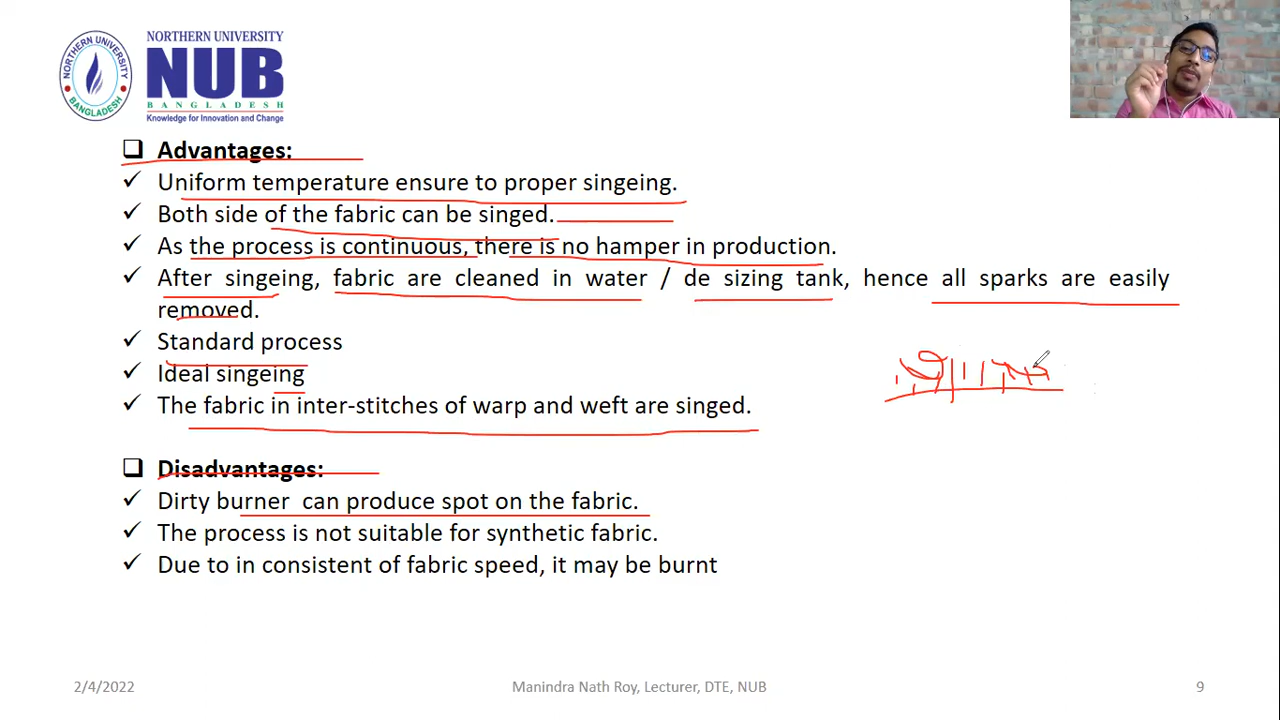 NORTHERN UNIVERSITY
NUB
BANGLADESH
Knowledge for Innovation and Change
NORTHERN UNIVERSITY
BANGLADESH
❑ Advantages:
✓ Uniform temperature ensure to proper singeing.
✓ Both side of the fabric can be singed.
✓ As the process is continuous, there is no hamper in production.
✓ After singeing, fabric are cleaned in water / de sizing tank, hence all sparks are easily
removed.
✓ Standard process
✓ Ideal singeing
✓ The fabric in inter-stitches of warp and weft are singed.
❑ Disadvantages:
✓ Dirty burner can produce spot on the fabric.
✓ The process is not suitable for synthetic fabric.
✓ Due to in consistent of fabric speed, it may be burnt
2/4/2022
Manindra Nath Roy, Lecturer, DTE, NUB
9